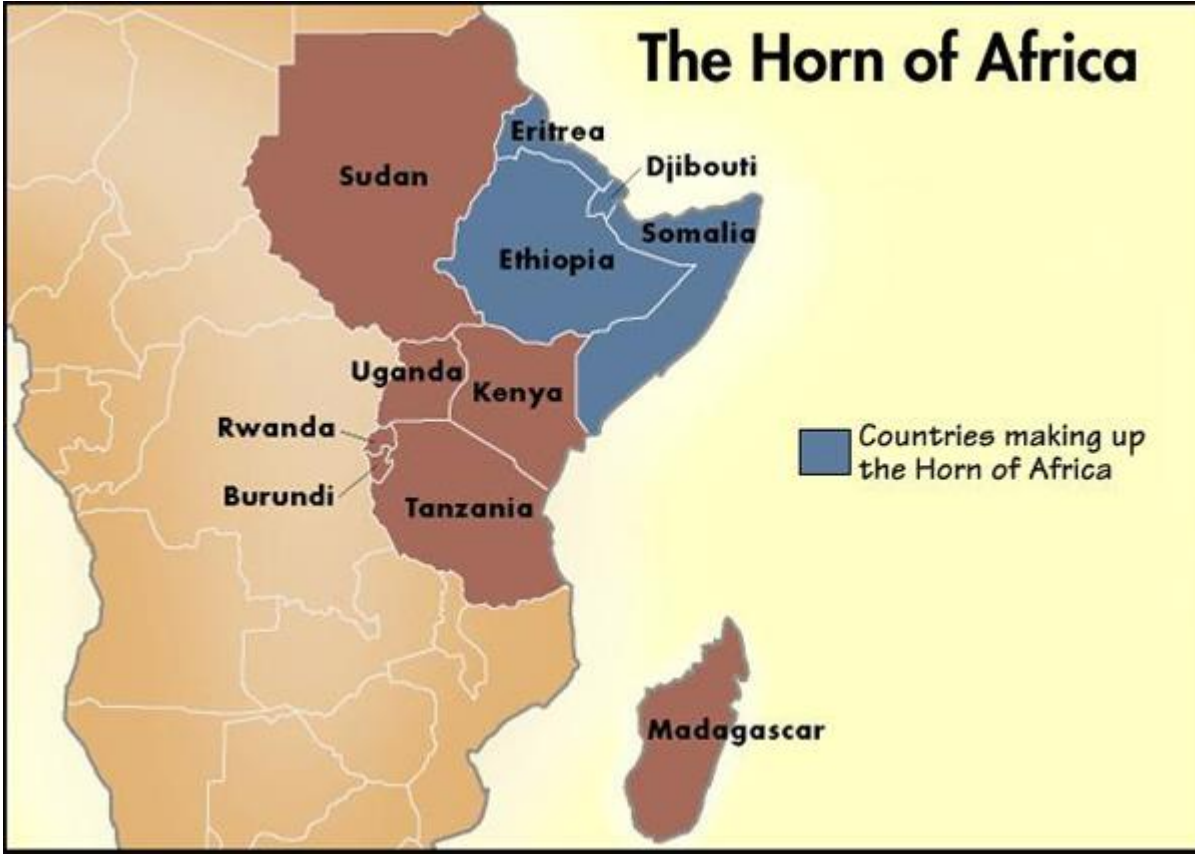 The Horn of Africa
Eritrea
Djibouti
Sudan
Somalia
Ethiopia
Uganda
Kenya
Rwanda
Burundi
Tanzania
Countries making up
the Horn of Africa
Madagascar